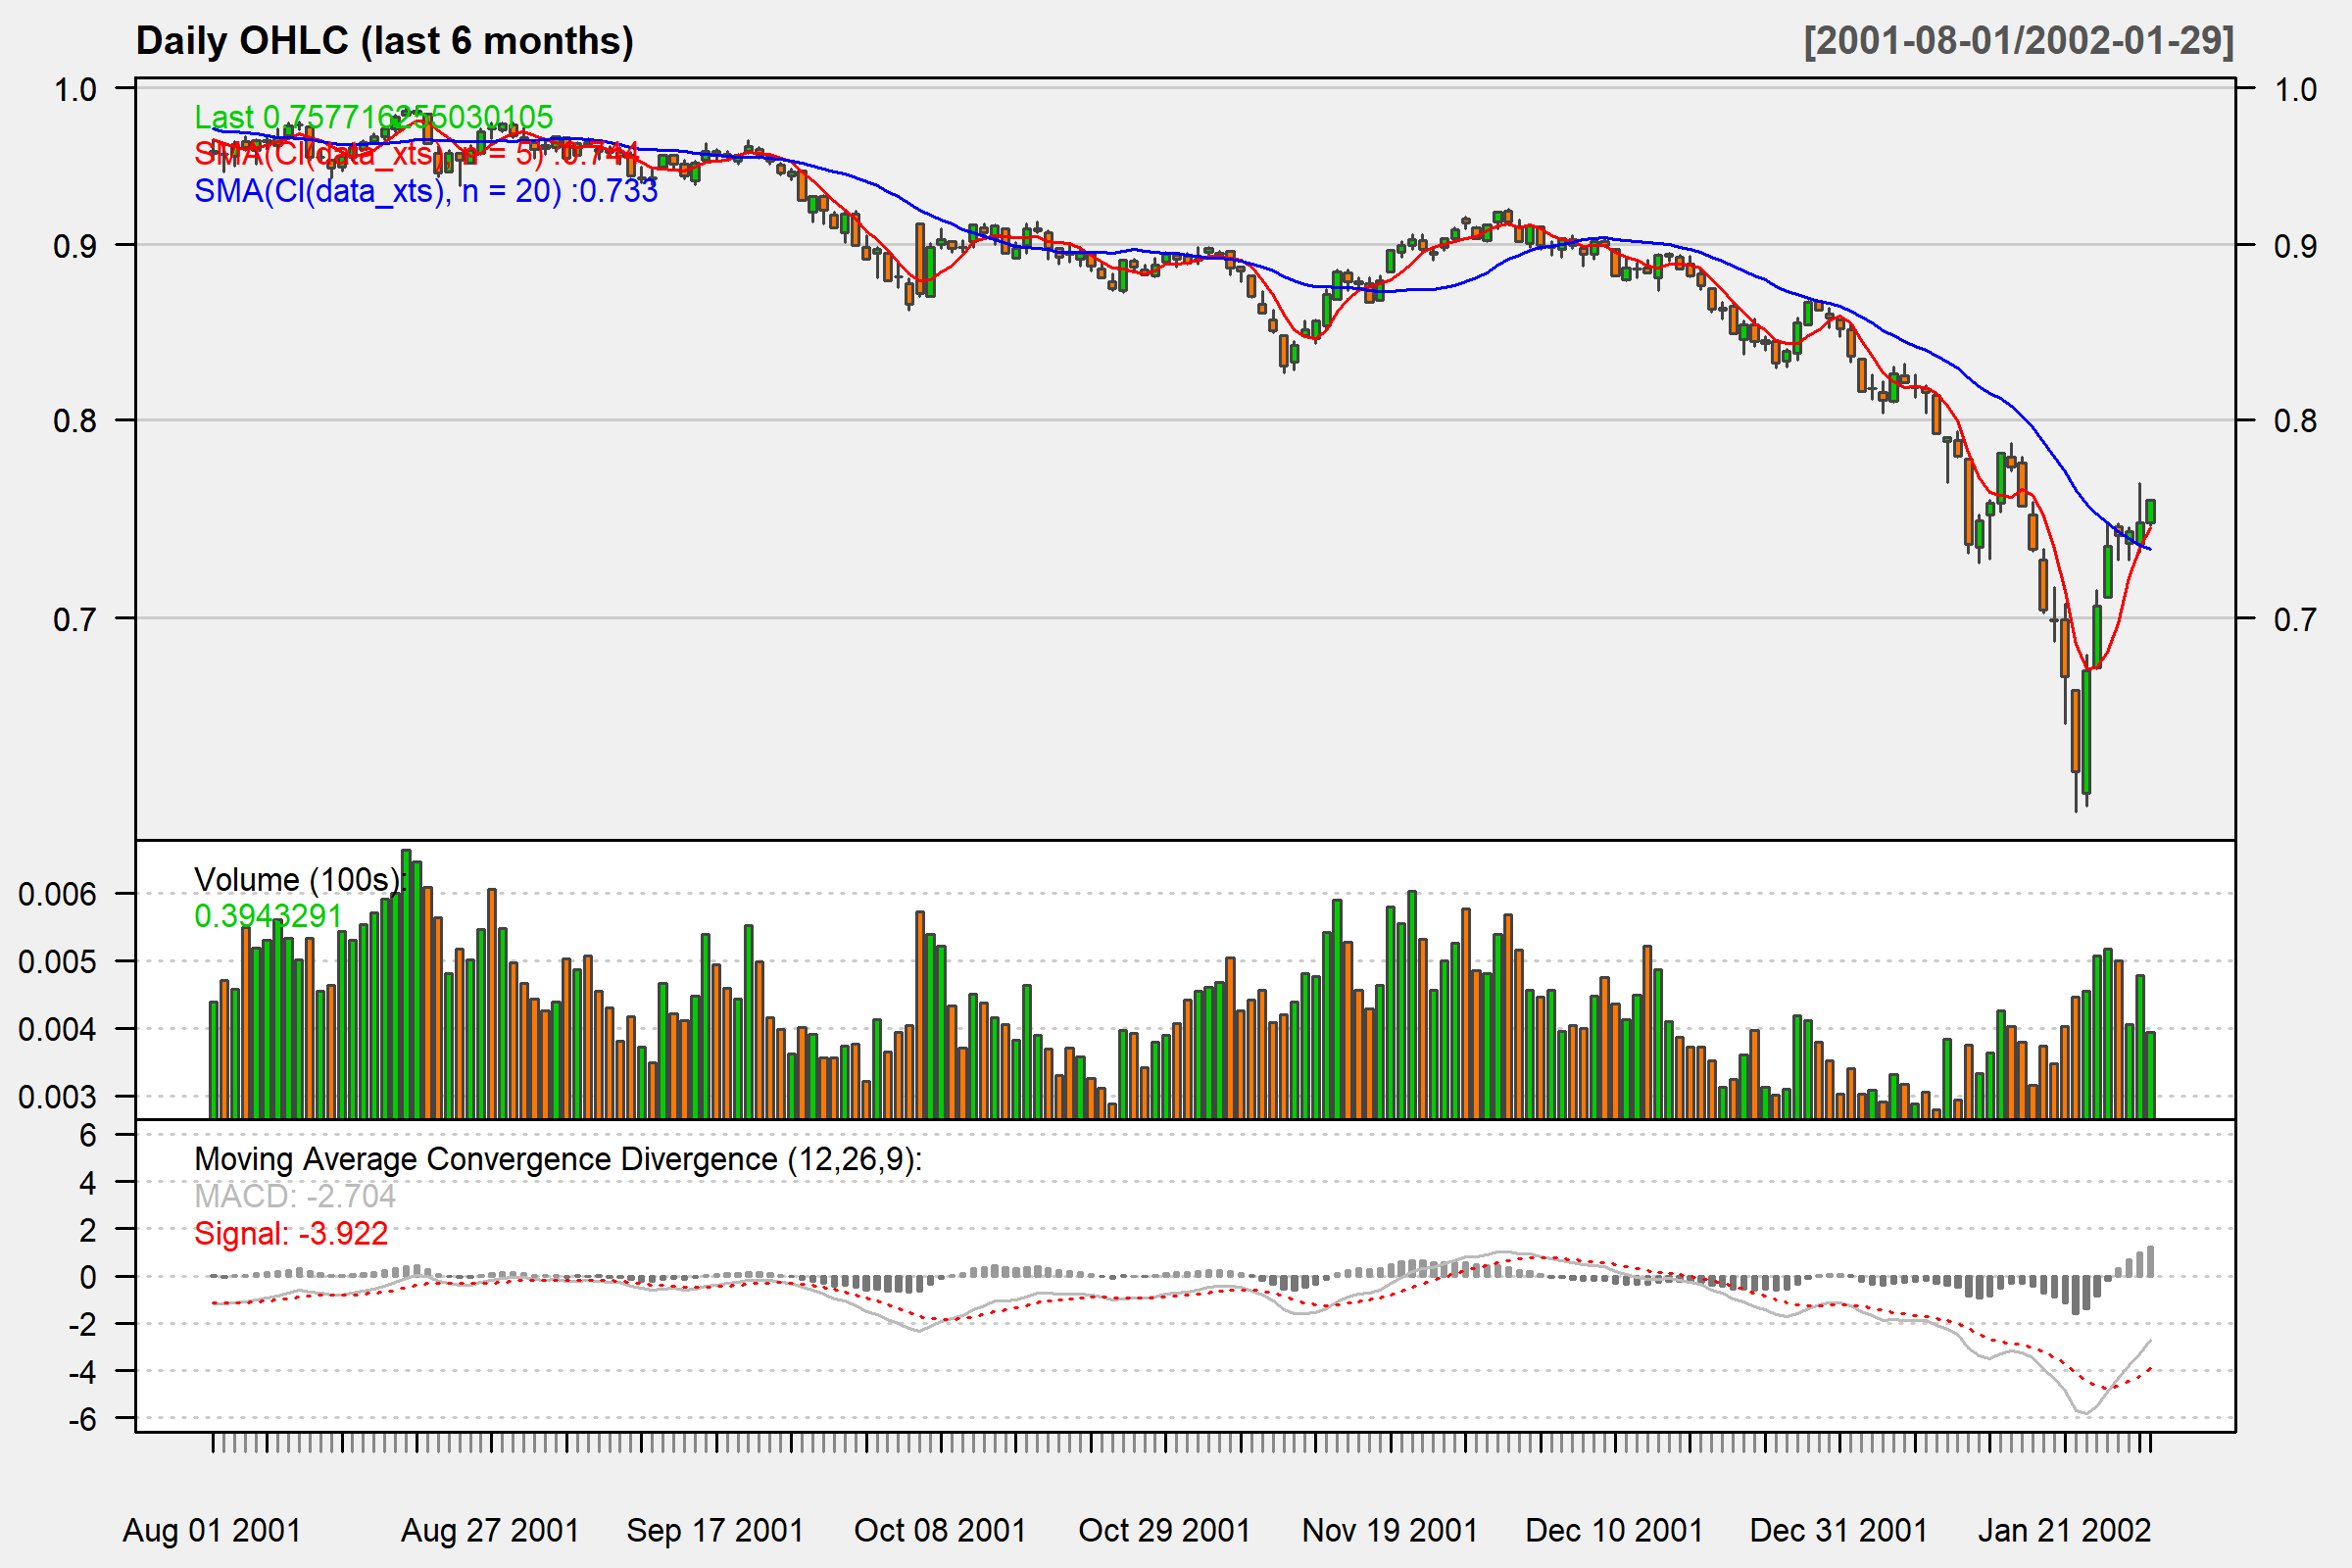 Daily OHLC (last 6 months) [2001-08-01/2002-01-29]
1.0 1.0
Last 0.757716255030105
SMA(Cl(data_xts), n = 5) :0.744
SMA(Cl(data_xts), n = 20) :0.733
0.9 0.9
0.8 0.8
0.7 0.7
Volume (100s):
0.3943291
0.006
0.005
0.004
0.003
Moving Average Convergence Divergence (12,26,9):
MACD: -2.704
Signal: -3.922
6
4
2
0
-2
-4
-6
Aug 01 2001 Aug 27 2001 Sep 17 2001 Oct 08 2001 Oct 29 2001 Nov 19 2001 Dec 10 2001 Dec 31 2001 Jan 21 2002